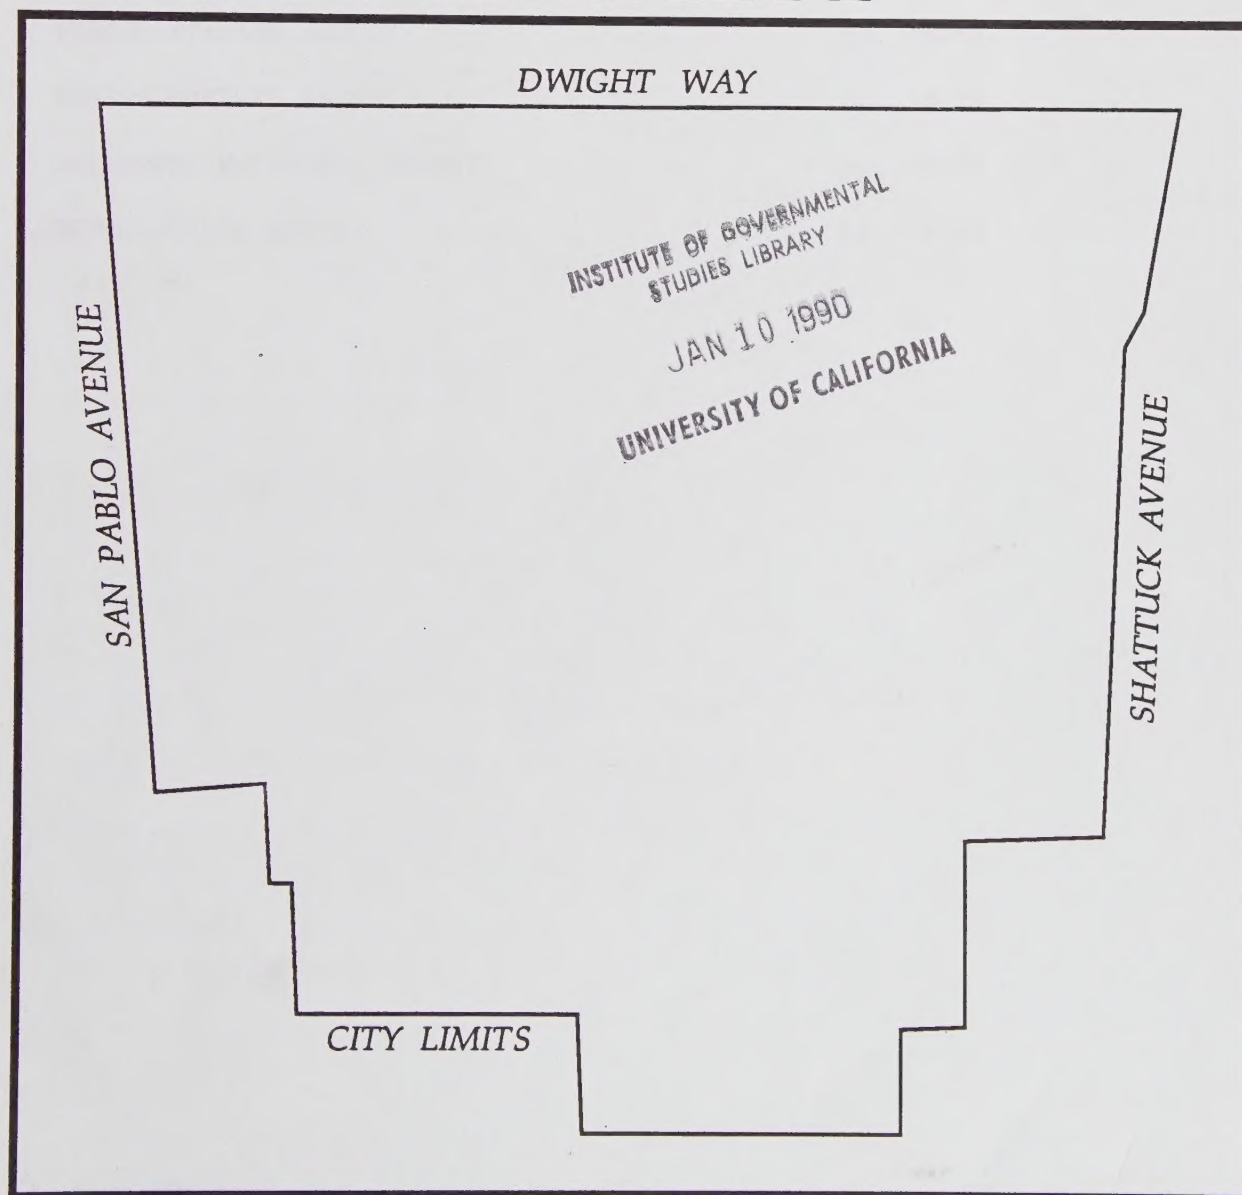 DWIGHT WAY
INSTITUTE OF GOVERNMENTAL
STUDIES LIBRARY
JAN 10 1990
UNIVERSITY OF CALIFORNIA
SAN PABLO AVENUE
SHATTUCK AVENUE
CITY LIMITS